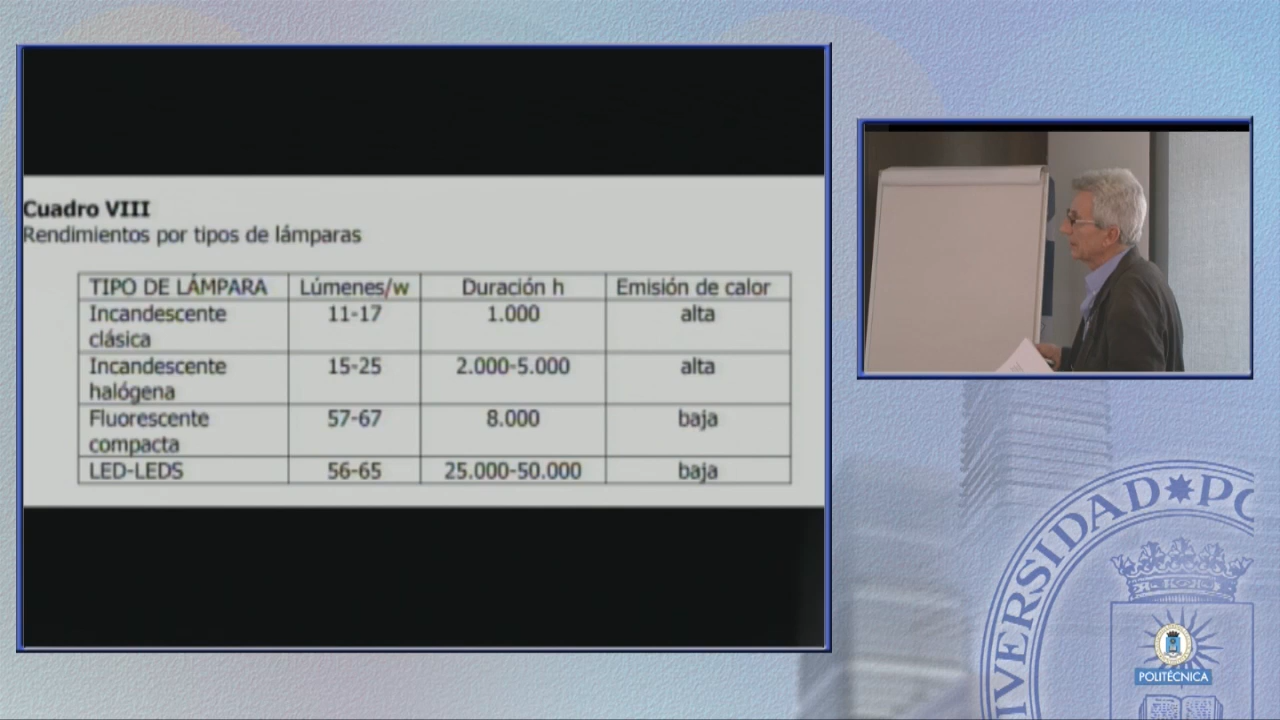 Cuadro VIII
Rendimientos por tipos de lámparas
TIPO DE LÁMPARA Lúmenes/w Duración h Emisión de calor
Incandescente clásica 11-17 1.000 alta
Incandescente halógena 15-25 2.000-5.000 alta
Fluorescente compacta 57-67 8.000 baja
LED-LEDS 56-65 25.000-50.000 baja
IVERSIDAD PO
POLITÉCNICA